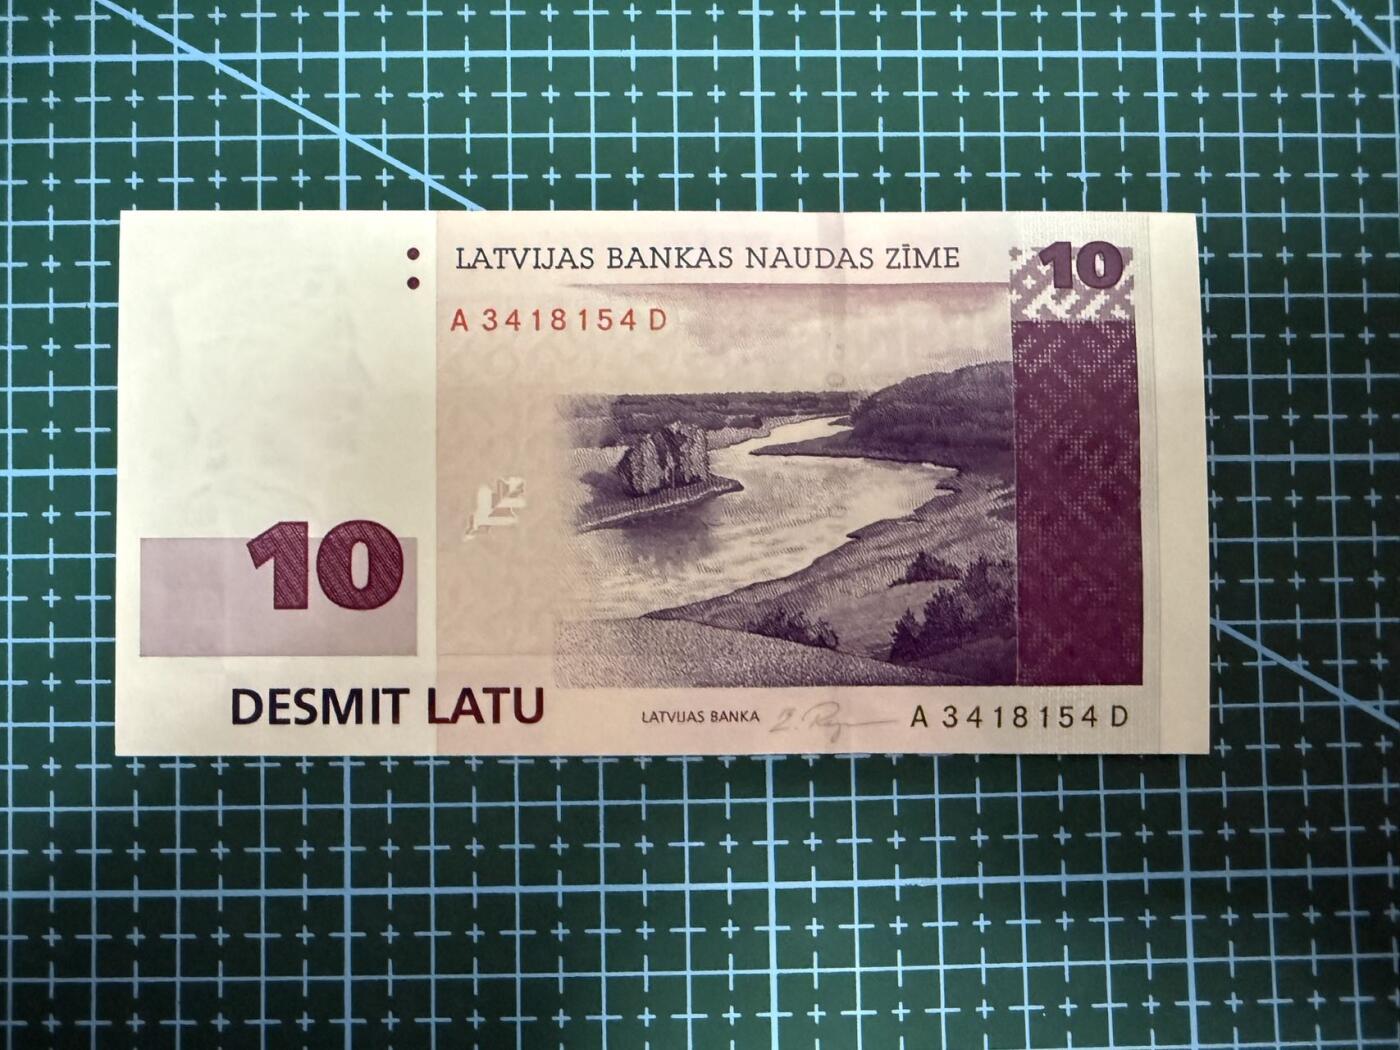 LATVIJAS BANKAS NAUDAS ZĪME
10
A 3418154 D
10
DESMIT LATU
LATVIJAS BANKA
A 3418154 D